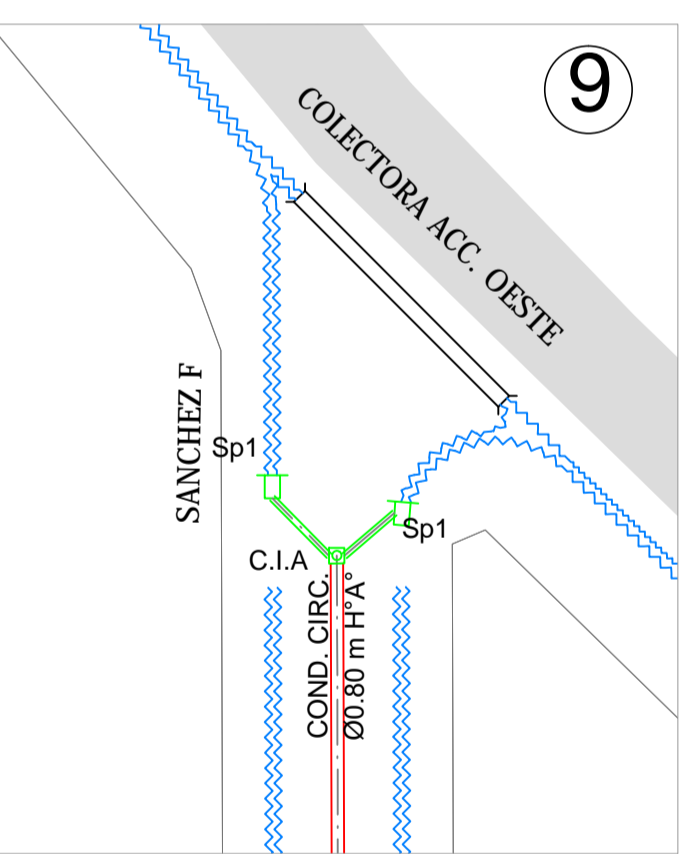 9
COLECTORA ACC. OESTE
SANCHEZ F
Sp1
Sp1
C.I.A
COND. CIRC.
Ø0.80 m H°A°